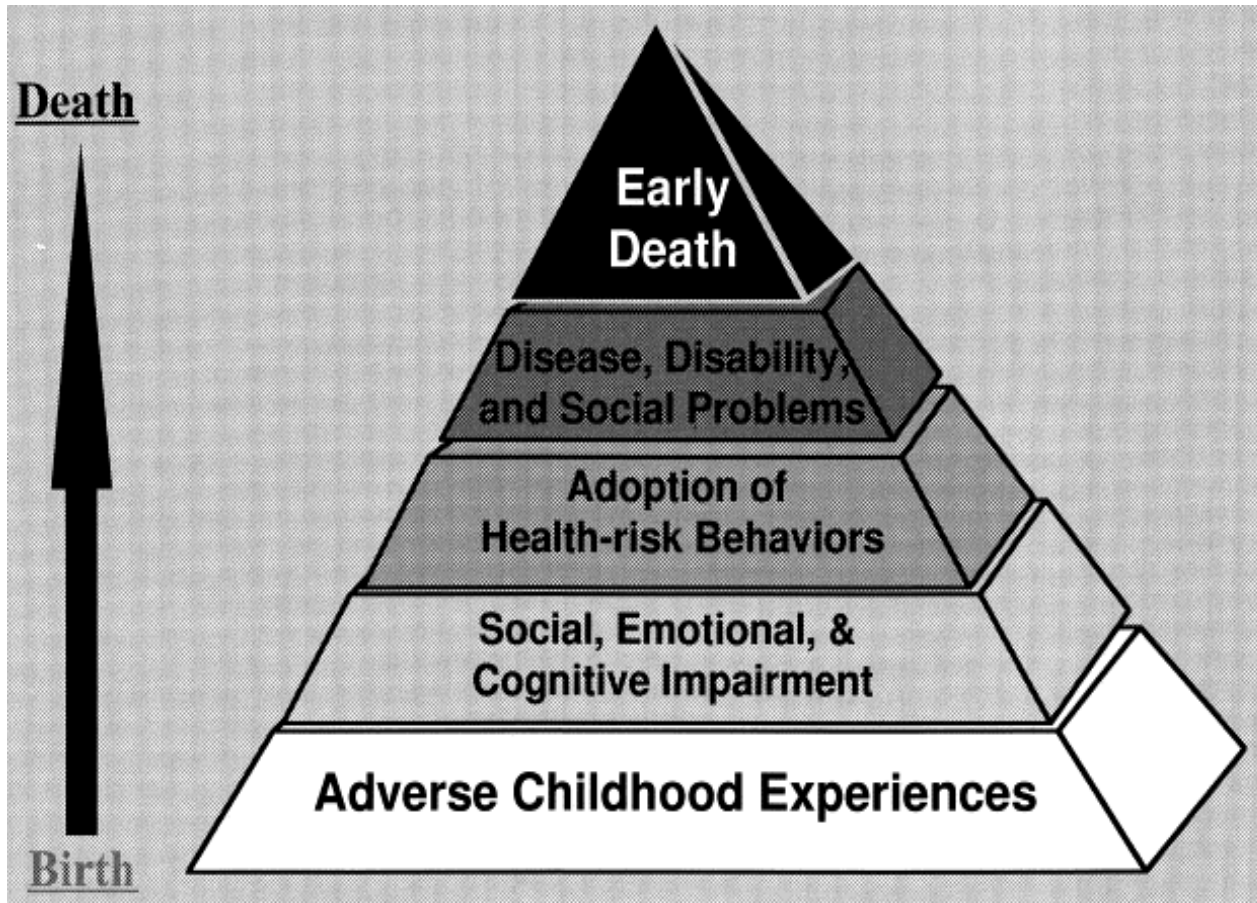 Death
Early
Death
Disease, Disability,
and Social Problems
Adoption of
Health-risk Behaviors
Social, Emotional, &
Cognitive Impairment
Adverse Childhood Experiences
Birth